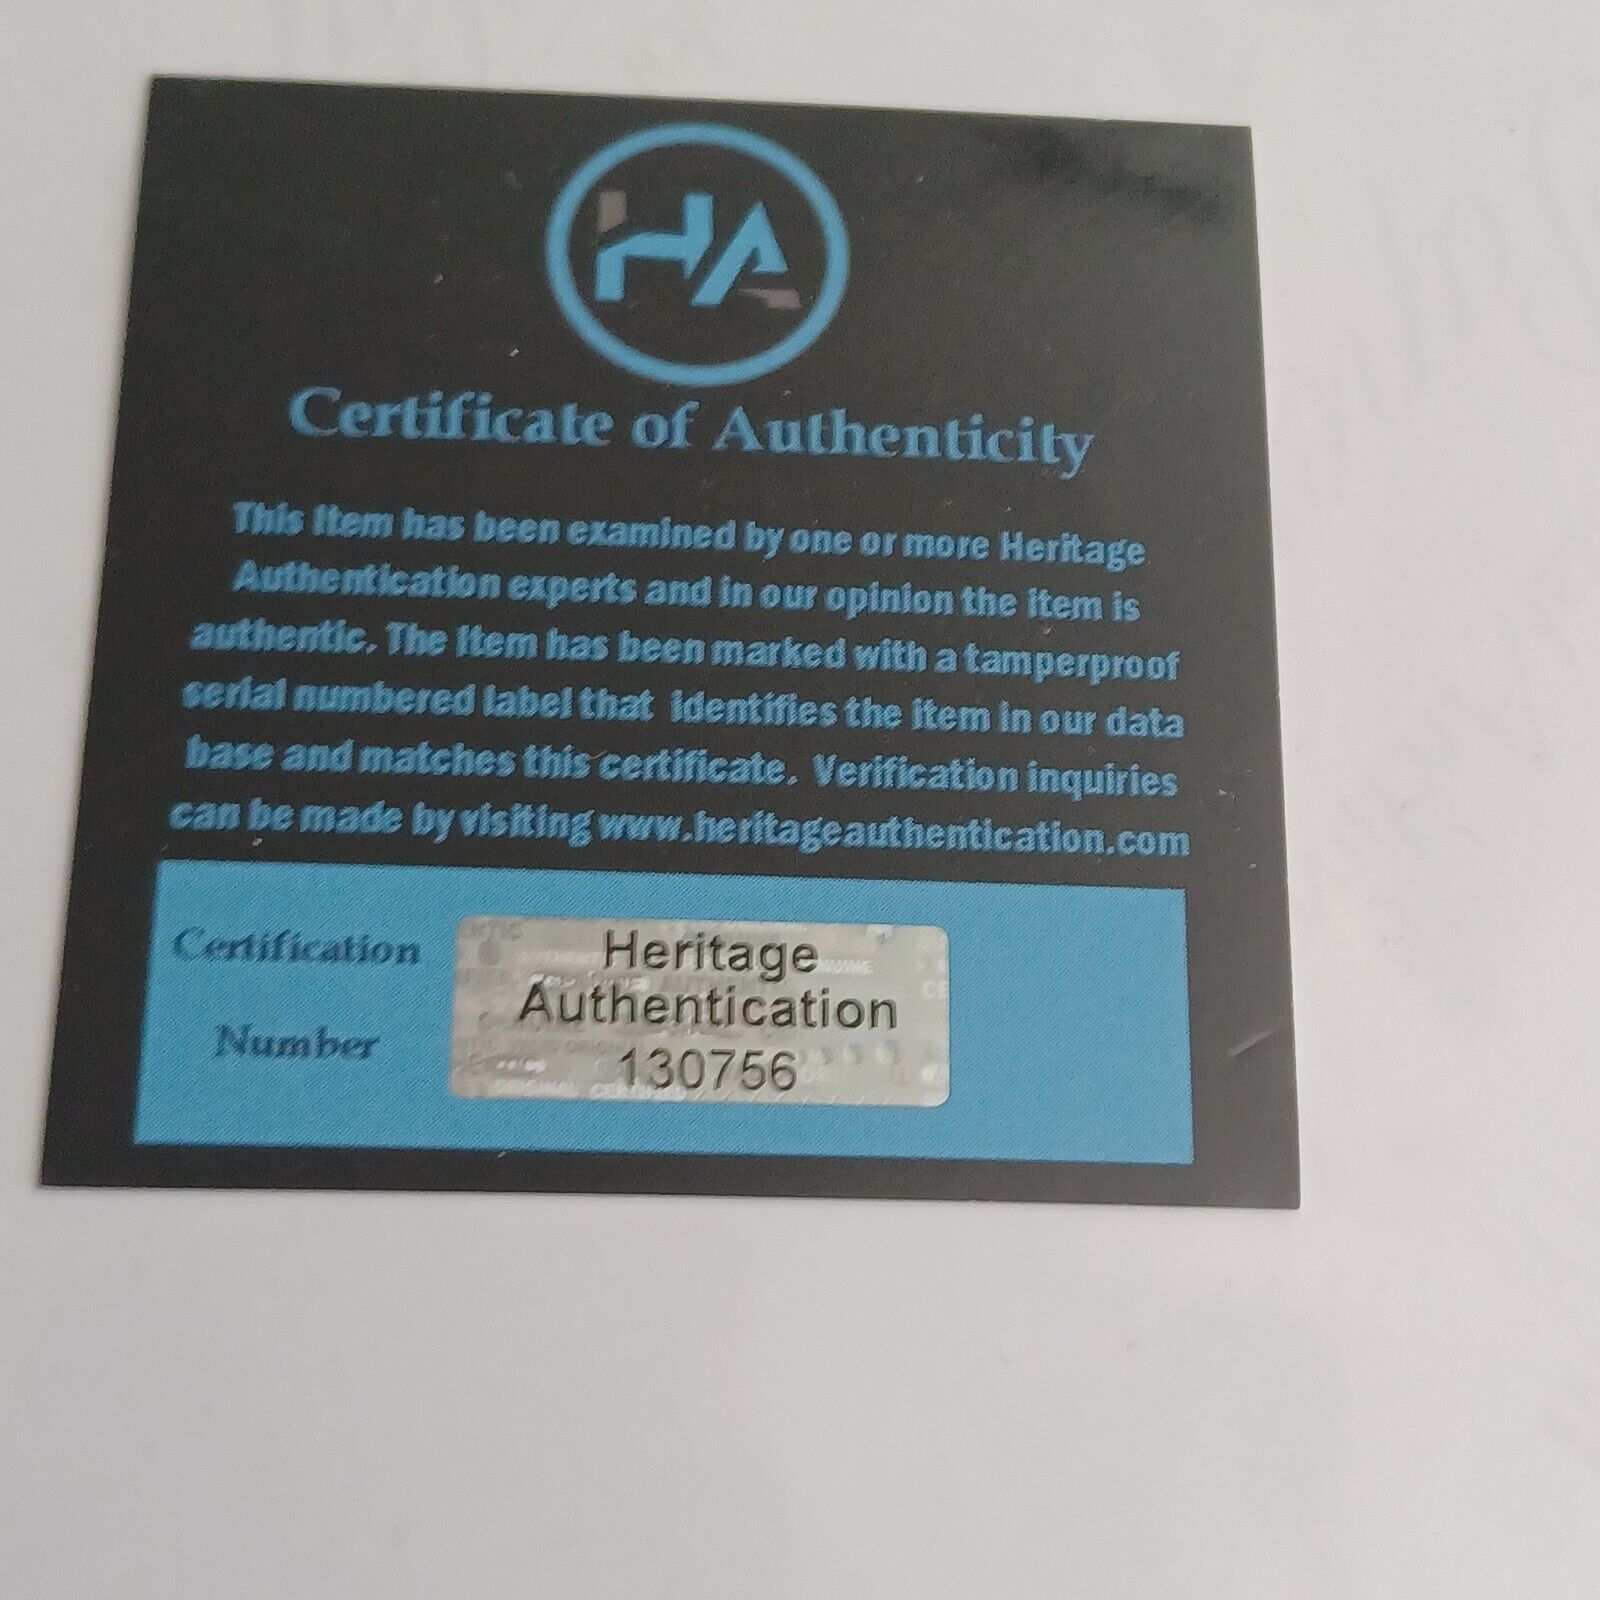 HA
Certificate of Authenticity
This Item has been examined by one or more Heritage
Authentication experts and in our opinion the item is
authentic. The Item has been marked with a tamperproof
serial numbered label that identifies the item in our data
base and matches this certificate. Verification inquiries
can be made by visiting www.heritageauthentication.com
Certification
Number
Heritage
Authentication
130756